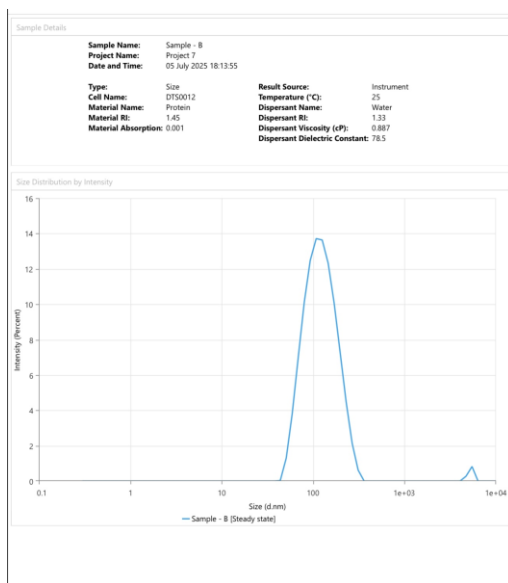 Sample Details
Sample Name: Sample - B
Project Name: Project 7
Date and Time: 05 July 2025 18:13:55
Type: Size Result Source: Instrument
Cell Name: DTS0012 Temperature (°C): 25
Material Name: Protein Dispersant Name: Water
Material RI: 1.45 Dispersant RI: 1.33
Material Absorption: 0.001 Dispersant Viscosity (cP): 0.887
Dispersant Dielectric Constant: 78.5
Size Distribution by Intensity
16
14
12
10
8
6
4
2
0
Intensity (Percent)
0.1 1 10 100 1e+03 1e+04
Size (d.nm)
Sample - B [Steady state]